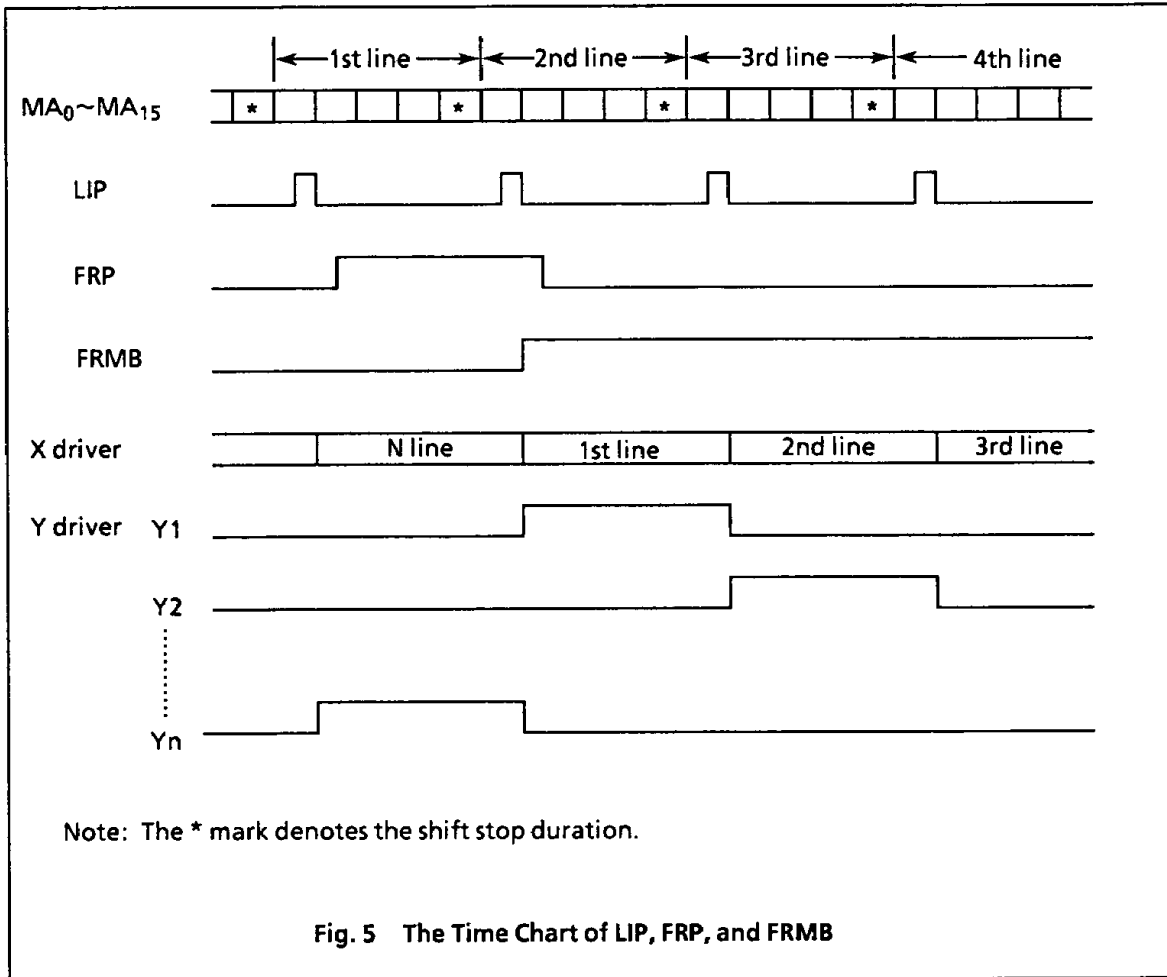 1st line 2nd line 3rd line 4th line
MA0~MA15 * * * *
LIP
FRP
FRMB
X driver N line 1st line 2nd line 3rd line
Y driver Y1
Y2
Yn
Note: The * mark denotes the shift stop duration.
Fig. 5 The Time Chart of LIP, FRP, and FRMB